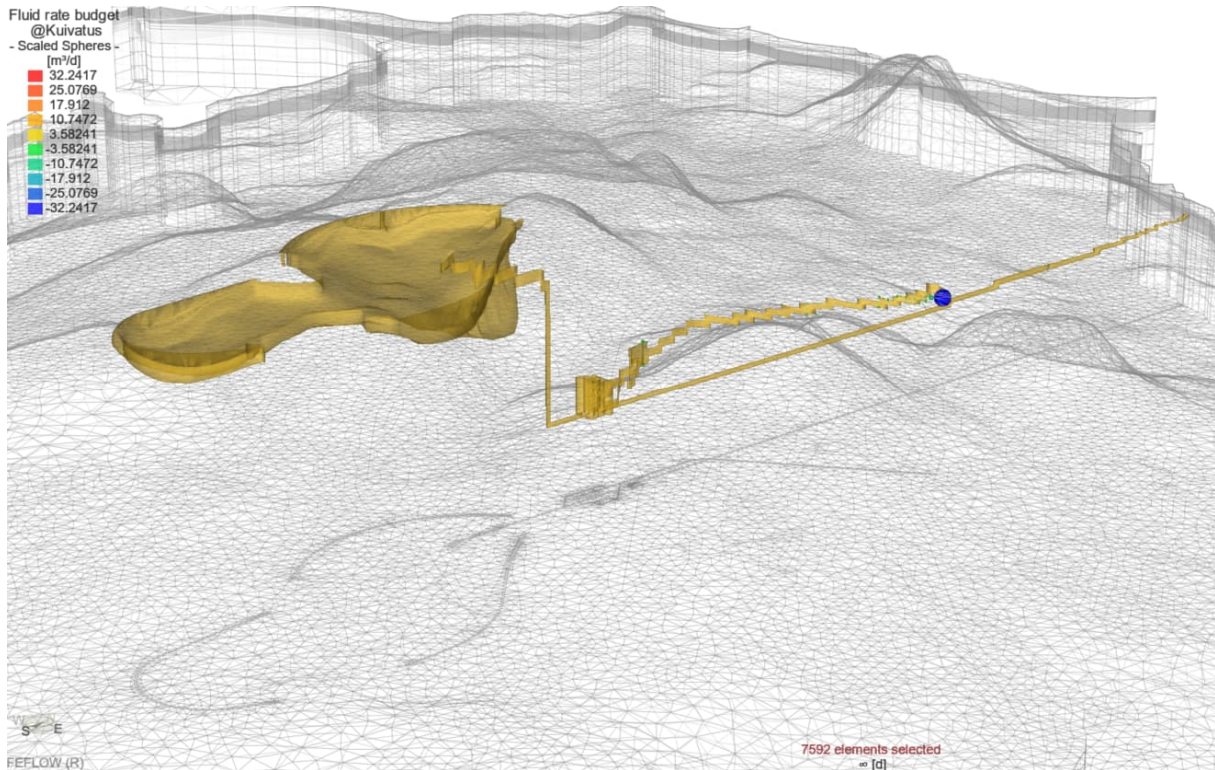 Fluid rate budget
@Kuivatus
- Scaled Spheres -
[m³/d]
32.2417
25.0769
17.912
10.7472
3.58241
-3.58241
-10.7472
-17.912
-25.0769
-32.2417
W
S E
7592 elements selected
∞ [d]
FEFLOW (R)